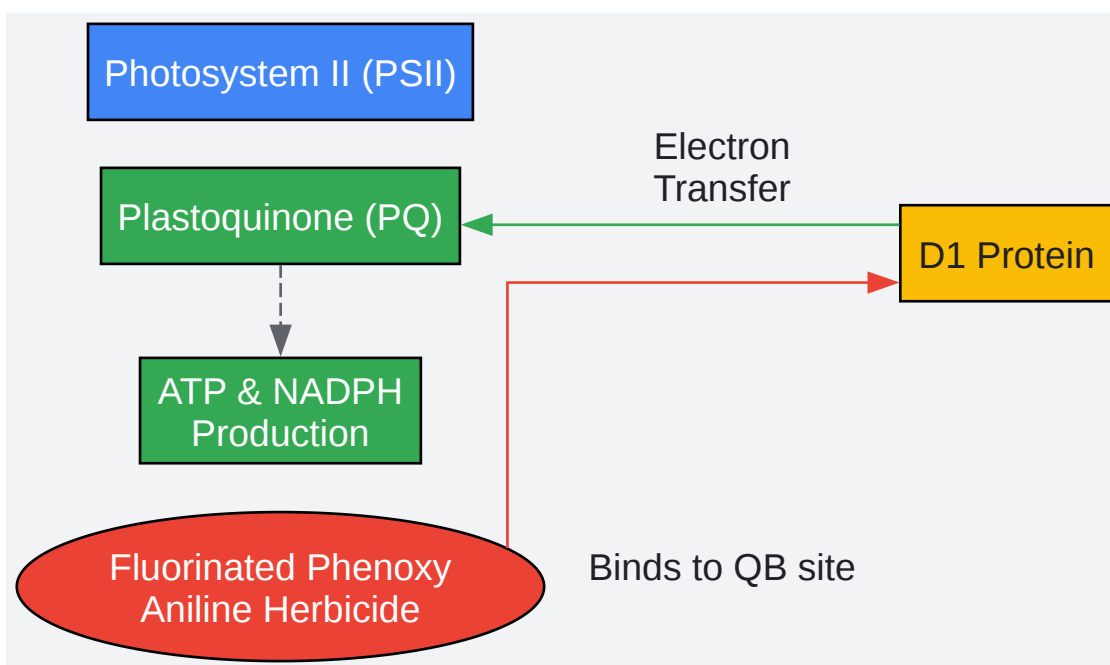 Photosystem II (PSII)
Electron
Transfer
Plastoquinone (PQ)
D1 Protein
ATP & NADPH
Production
Fluorinated Phenoxy
Aniline Herbicide
Binds to QB site